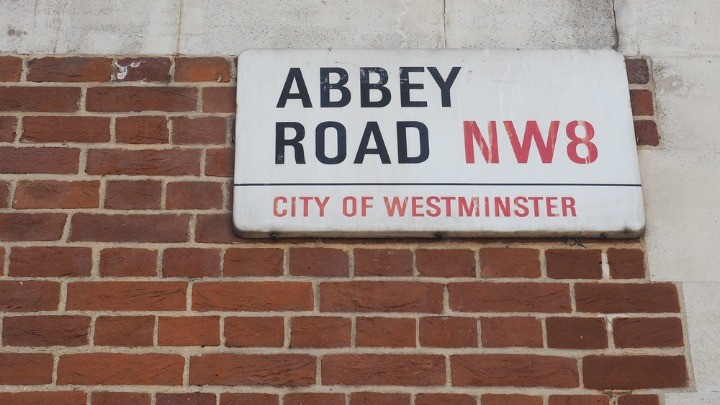 ABBEY
ROAD NW8
CITY OF WESTMINSTER